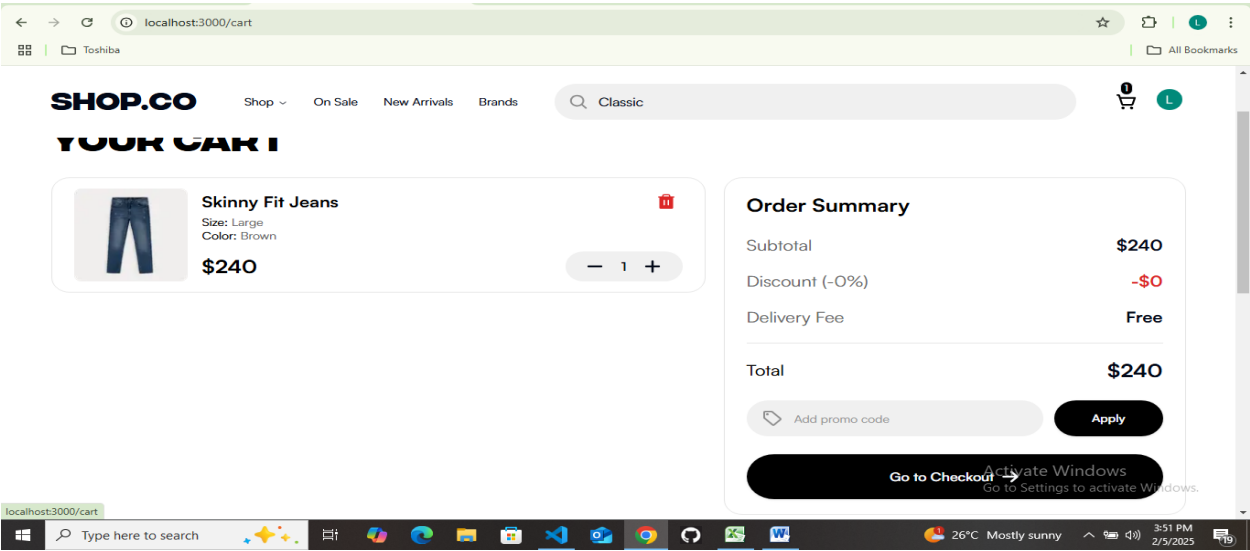 localhost:3000/cart
L
Toshiba
All Bookmarks
SHOP.CO
Shop
On Sale
New Arrivals
Brands
Classic
1
L
YOUR CART
Skinny Fit Jeans
Size: Large
Color: Brown
$240
1
Order Summary
Subtotal
$240
Discount (-0%)
-$0
Delivery Fee
Free
Total
$240
Add promo code
Apply
Go to Checkout
Activate Windows
Go to Settings to activate Windows.
localhost:3000/cart
Type here to search
1
26°C Mostly sunny
3:51 PM
2/5/2025
19